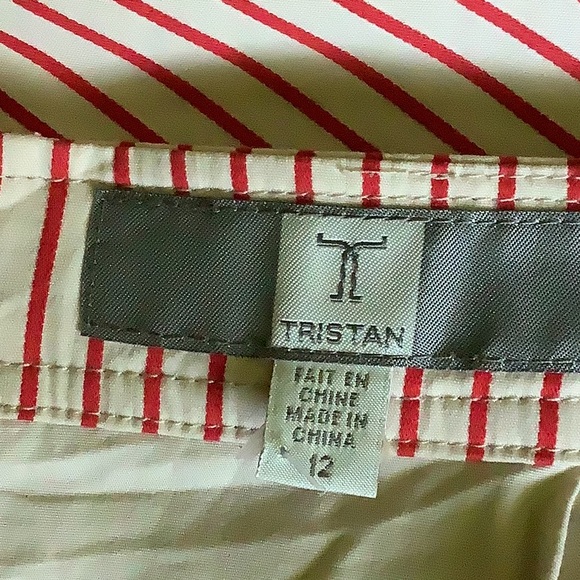 TRISTAN
FAIT EN
CHINE
MADE IN
CHINA
12